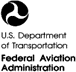 U.S. Department
of Transportation
Federal Aviation
Administration